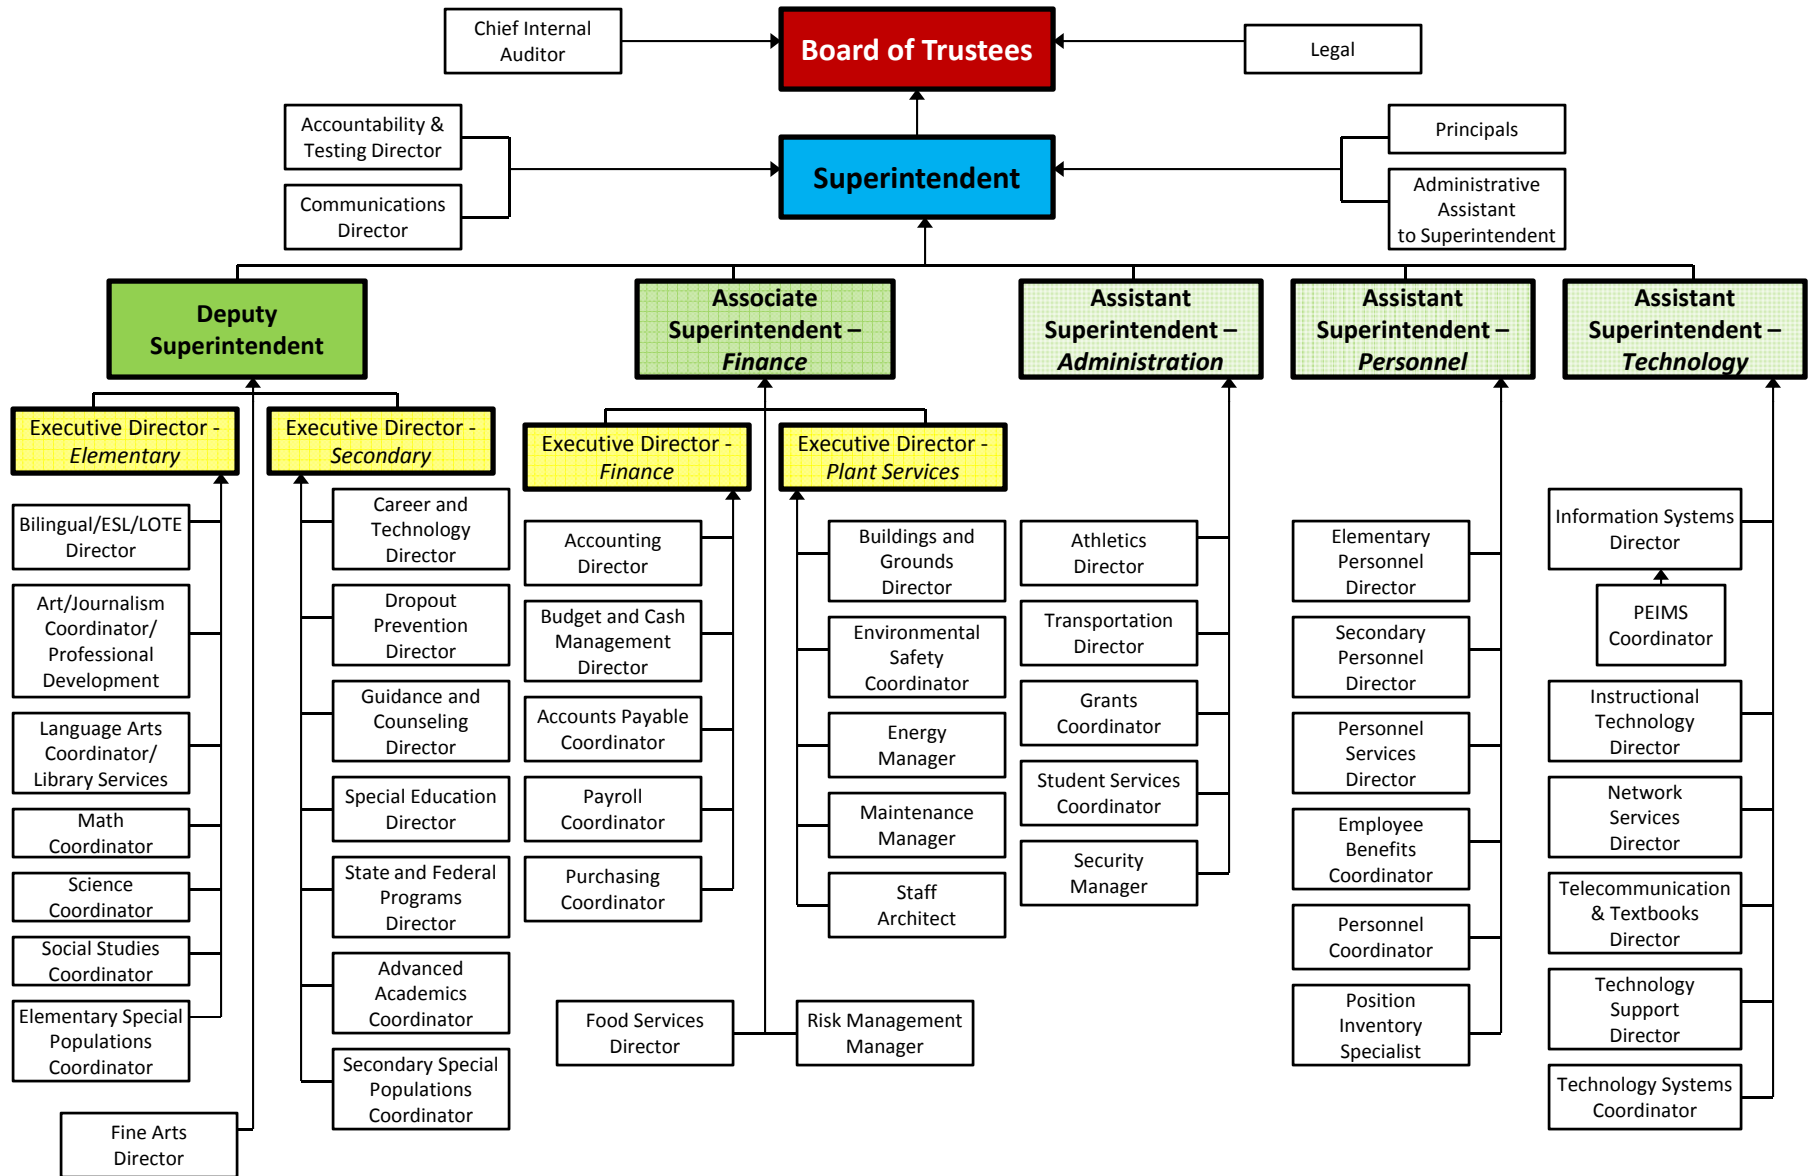 Chief Internal
Auditor
Board of Trustees
Legal
Accountability &
Testing Director
Communications
Director
Superintendent
Principals
Administrative
Assistant
to Superintendent
Deputy
Superintendent
Associate
Superintendent –
Finance
Assistant
Superintendent –
Administration
Assistant
Superintendent –
Personnel
Assistant
Superintendent –
Technology
Executive Director -
Elementary
Executive Director -
Secondary
Executive Director -
Finance
Executive Director -
Plant Services
Bilingual/ESL/LOTE
Director
Art/Journalism
Coordinator/
Professional
Development
Language Arts
Coordinator/
Library Services
Math
Coordinator
Science
Coordinator
Social Studies
Coordinator
Elementary Special
Populations
Coordinator
Fine Arts
Director
Career and
Technology
Director
Dropout
Prevention
Director
Guidance and
Counseling
Director
Special Education
Director
State and Federal
Programs
Director
Advanced
Academics
Coordinator
Secondary Special
Populations
Coordinator
Accounting
Director
Budget and Cash
Management
Director
Accounts Payable
Coordinator
Payroll
Coordinator
Purchasing
Coordinator
Food Services
Director
Buildings and
Grounds
Director
Environmental
Safety
Coordinator
Energy
Manager
Maintenance
Manager
Staff
Architect
Risk Management
Manager
Athletics
Director
Transportation
Director
Grants
Coordinator
Student Services
Coordinator
Security
Manager
Elementary
Personnel
Director
Secondary
Personnel
Director
Personnel
Services
Director
Employee
Benefits
Coordinator
Personnel
Coordinator
Position
Inventory
Specialist
Information Systems
Director
PEIMS
Coordinator
Instructional
Technology
Director
Network
Services
Director
Telecommunication
& Textbooks
Director
Technology
Support
Director
Technology Systems
Coordinator